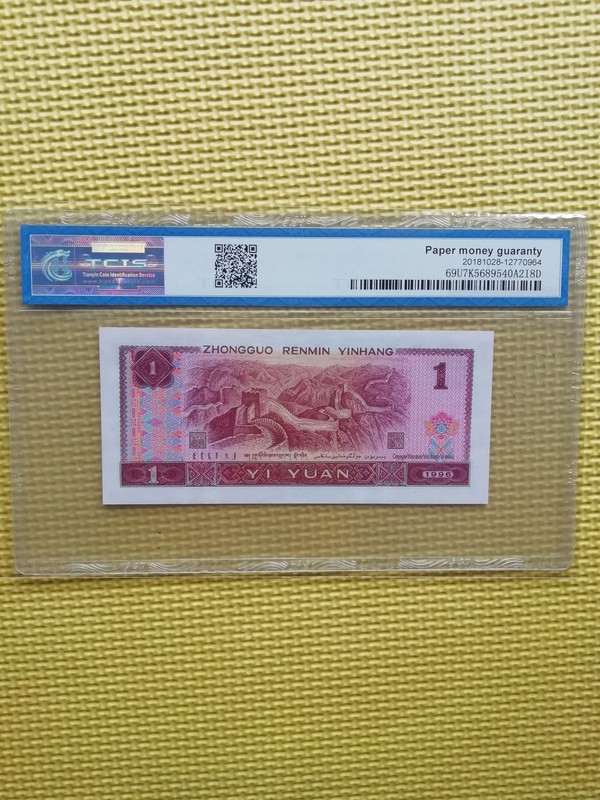 TCIS
Tianyin Coin Identification Service
Paper money guaranty
20181028-12770964
69U7K5689540A218D
ZHONGGUO RENMIN YINHANG
1
1
1
YI YUAN
1996